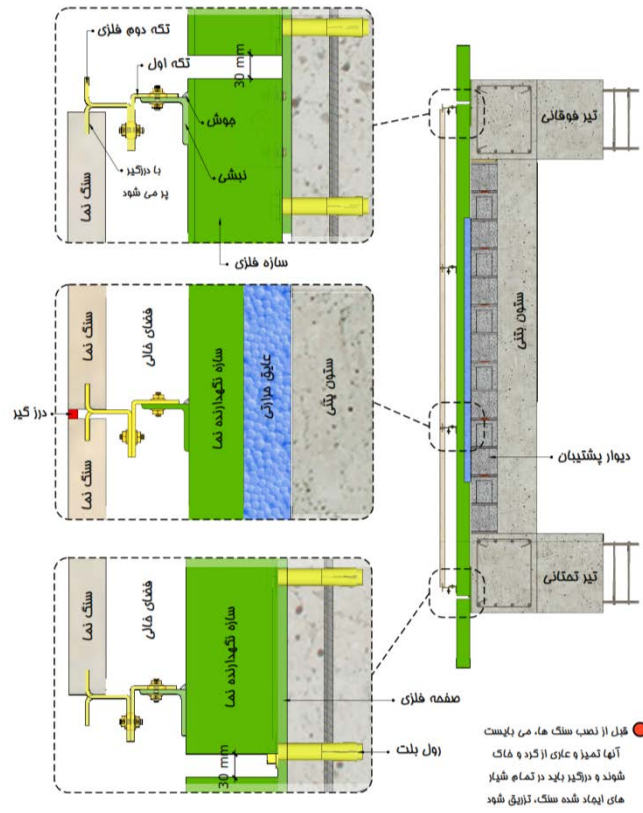 تکه دوم فلزی
تکه اول
30 mm
جوش
نبشی
با درزگیر
پر می شود
سنگ نما
سازه فلزی
تیر فوقانی
سنگ نما
فضای خالی
سازه نگهدارنده نما
عایق حرارتی
ستون بتنی
درز گیر
سنگ نما
ستون بتنی
دیوار پشتیبان
تیر تحتانی
سنگ نما
فضای خالی
سازه نگهدارنده نما
صفحه فلزی
رول بلت
30 mm
قبل از نصب سنگ ها، می بایست
آنها تمیز و عاری از گرد و خاک
شوند و درزگیر باید در تمام شیار
های ایجاد شده سنگ، تزریق شود